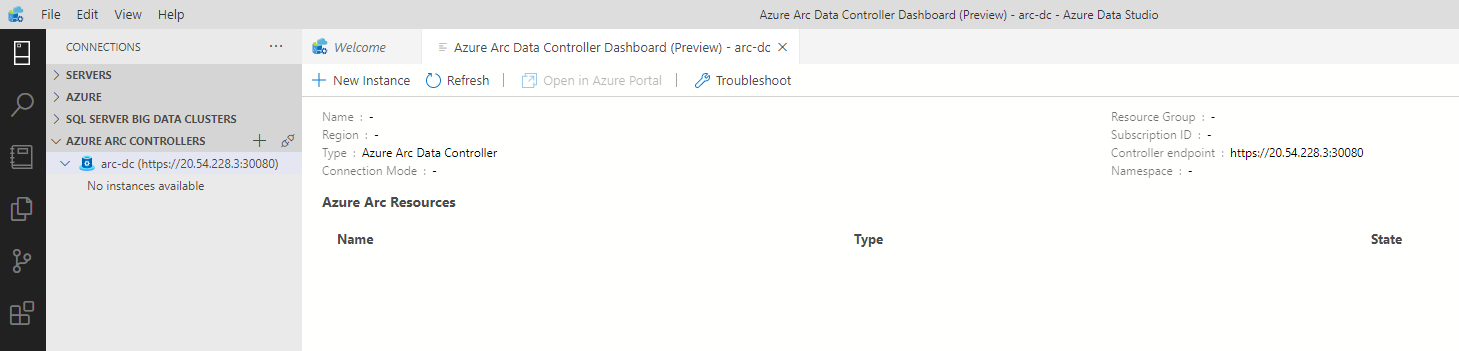 File Edit View Help
Azure Arc Data Controller Dashboard (Preview) - arc-dc - Azure Data Studio
CONNECTIONS ···
Welcome
Azure Arc Data Controller Dashboard (Preview) - arc-dc
SERVERS
AZURE
SQL SERVER BIG DATA CLUSTERS
AZURE ARC CONTROLLERS
arc-dc (https://20.54.228.3:30080)
No instances available
New Instance Refresh | Open in Azure Portal | Troubleshoot
Name : -
Region : -
Type : Azure Arc Data Controller
Connection Mode : -
Resource Group : -
Subscription ID : -
Controller endpoint : https://20.54.228.3:30080
Namespace : -
Azure Arc Resources
Name Type State